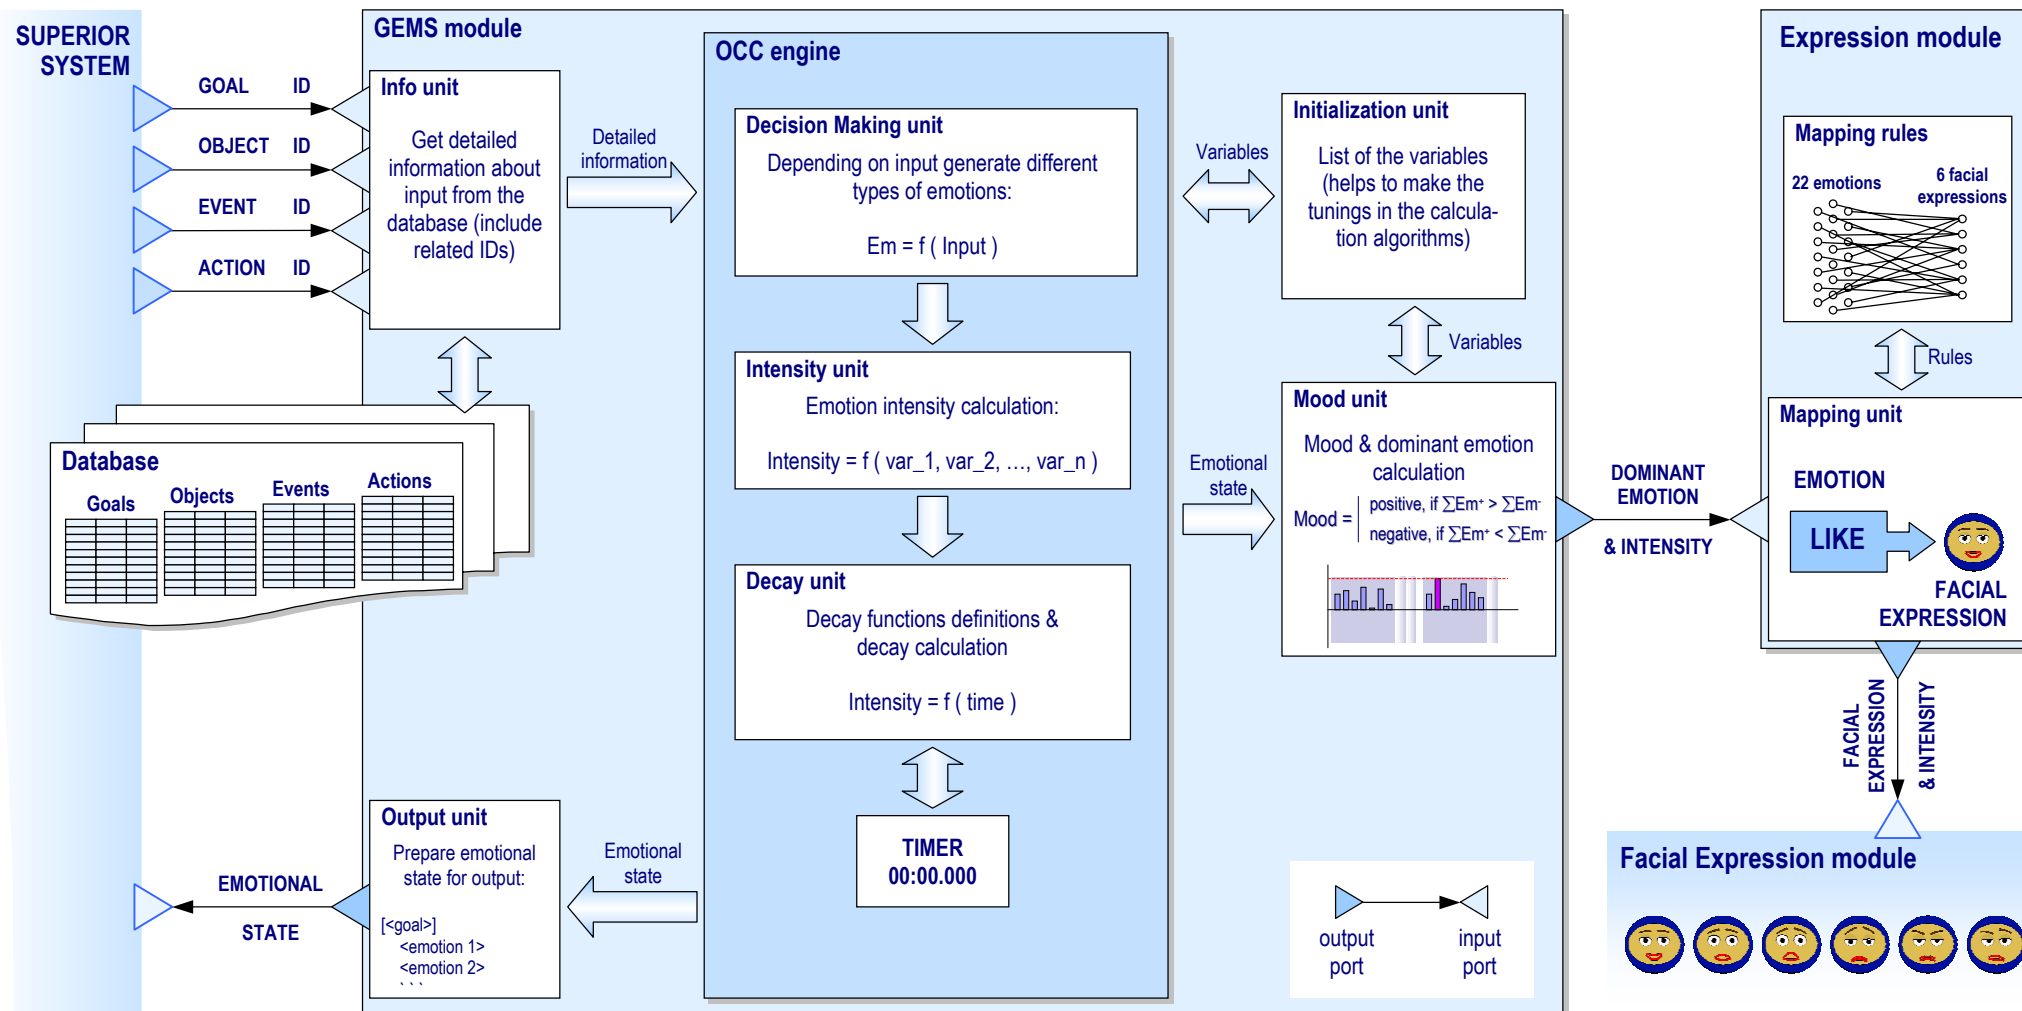 SUPERIOR
SYSTEM
GOAL ID
OBJECT ID
EVENT ID
ACTION ID
GEMS module
Info unit
Get detailed
information about
input from the
database (include
related IDs)
Detailed
information
Database
Goals
Objects
Events
Actions
OCC engine
Decision Making unit
Depending on input generate different
types of emotions:
Em = f ( Input )
Intensity unit
Emotion intensity calculation:
Intensity = f ( var_1, var_2, …, var_n )
Decay unit
Decay functions definitions &
decay calculation
Intensity = f ( time )
TIMER
00:00.000
Variables
Initialization unit
List of the variables
(helps to make the
tunings in the calcula-
tion algorithms)
Variables
Emotional
state
Mood unit
Mood & dominant emotion
calculation
Mood =
positive, if ∑Em⁺ > ∑Em⁻
negative, if ∑Em⁺ < ∑Em⁻
DOMINANT
EMOTION
& INTENSITY
Expression module
Mapping rules
22 emotions
6 facial
expressions
Rules
Mapping unit
EMOTION
LIKE
FACIAL
EXPRESSION
FACIAL
EXPRESSION
& INTENSITY
Facial Expression module
Output unit
Prepare emotional
state for output:
[<goal>]
<emotion 1>
<emotion 2>
. . .
Emotional
state
EMOTIONAL
STATE
output
port
input
port